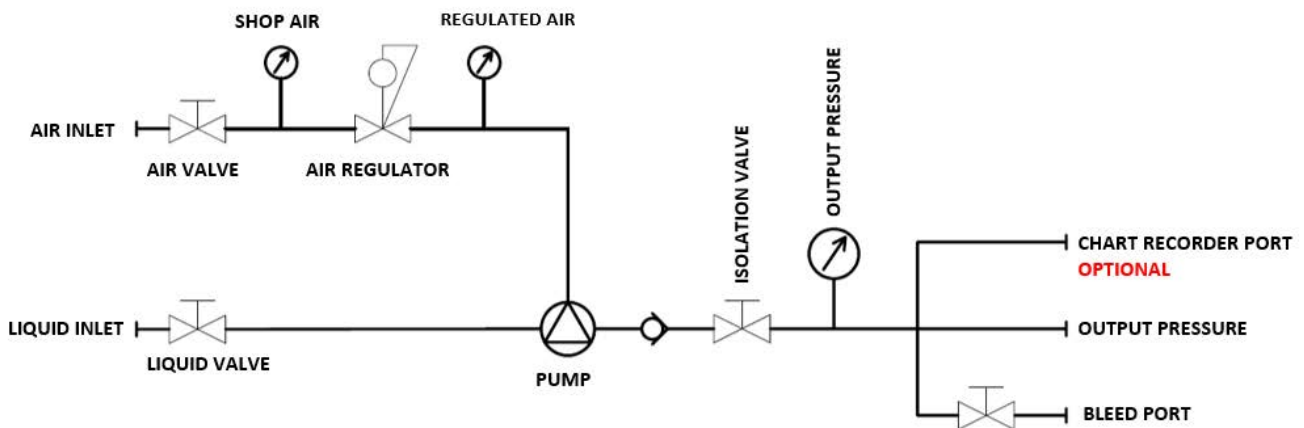 SHOP AIR
REGULATED AIR
AIR INLET
AIR VALVE
AIR REGULATOR
ISOLATION VALVE
OUTPUT PRESSURE
CHART RECORDER PORT
OPTIONAL
LIQUID INLET
OUTPUT PRESSURE
LIQUID VALVE
PUMP
BLEED PORT